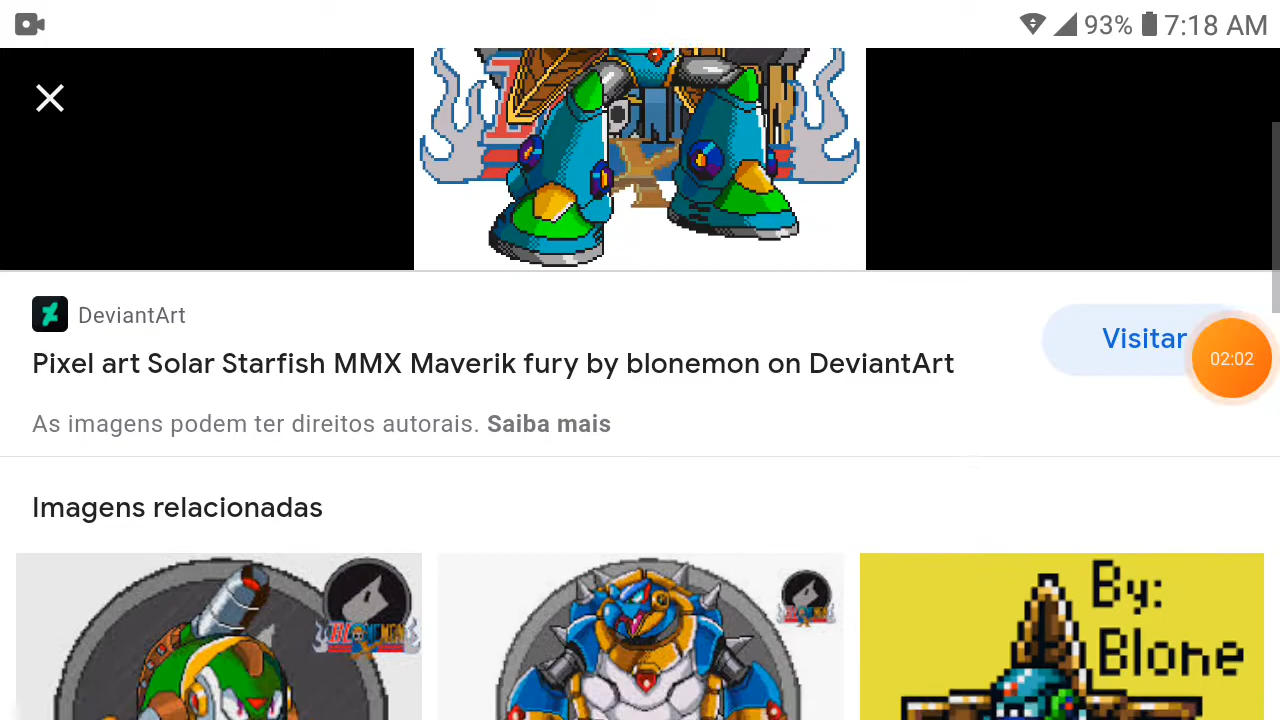 93% 7:18 AM
DeviantArt
Visitar
02:02
Pixel art Solar Starfish MMX Maverik fury by blonemon on DeviantArt
As imagens podem ter direitos autorais. Saiba mais
Imagens relacionadas
By:
Blone
BLONEMON